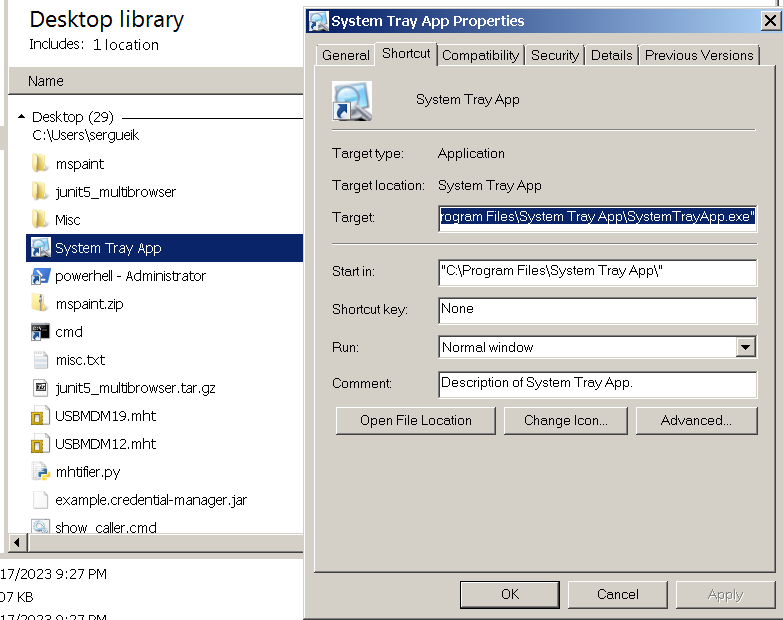 Desktop library
Includes: 1 location
Name
Desktop (29)
C:\Users\sergueik
mspaint
junit5_multibrowser
Misc
System Tray App
powerhell - Administrator
mspaint.zip
cmd
misc.txt
junit5_multibrowser.tar.gz
USBMDM19.mht
USBMDM12.mht
mhtifier.py
example.credential-manager.jar
show_caller.cmd
17/2023 9:27 PM
07 KB
17/2023 9:27 PM
System Tray App Properties
General Shortcut Compatibility Security Details Previous Versions
System Tray App
Target type: Application
Target location: System Tray App
Target: rogram Files\System Tray App\SystemTrayApp.exe"
Start in: "C:\Program Files\System Tray App\"
Shortcut key: None
Run: Normal window
Comment: Description of System Tray App.
Open File Location Change Icon... Advanced...
OK Cancel Apply